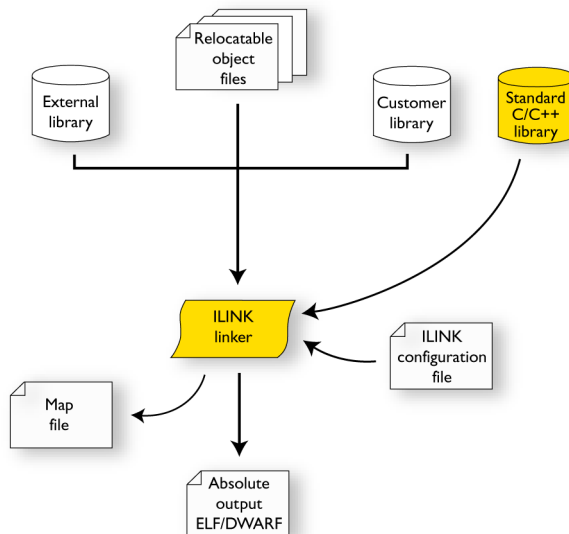 Relocatable
object
files
External
library
Customer
library
Standard
C/C++
library
ILINK
linker
ILINK
configuration
file
Map
file
Absolute
output
ELF/DWARF